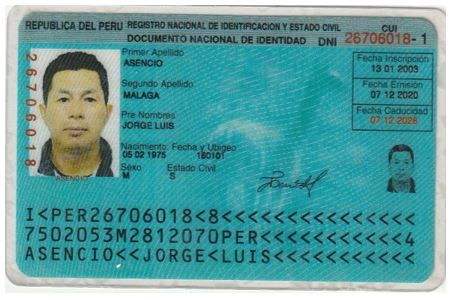 REPUBLICA DEL PERU REGISTRO NACIONAL DE IDENTIFICACION Y ESTADO CIVIL
DOCUMENTO NACIONAL DE IDENTIDAD DNI
CUI
26706018 - 1
26706018
Primer Apellido
ASENCIO
Segundo Apellido
MALAGA
Pre Nombres
JORGE LUIS
Nacimiento: Fecha y Ubigeo
05 02 1975 160101
Sexo Estado Civil
M S
Fecha Inscripción
13 01 2003
Fecha Emisión
07 12 2020
Fecha Caducidad
07 12 2028
I<PER26706018<8<<<<<<<<<<<<<<<
7502053M2812070PER<<<<<<<<<<<4
ASENCIO<<JORGE<LUIS<<<<<<<<<<<